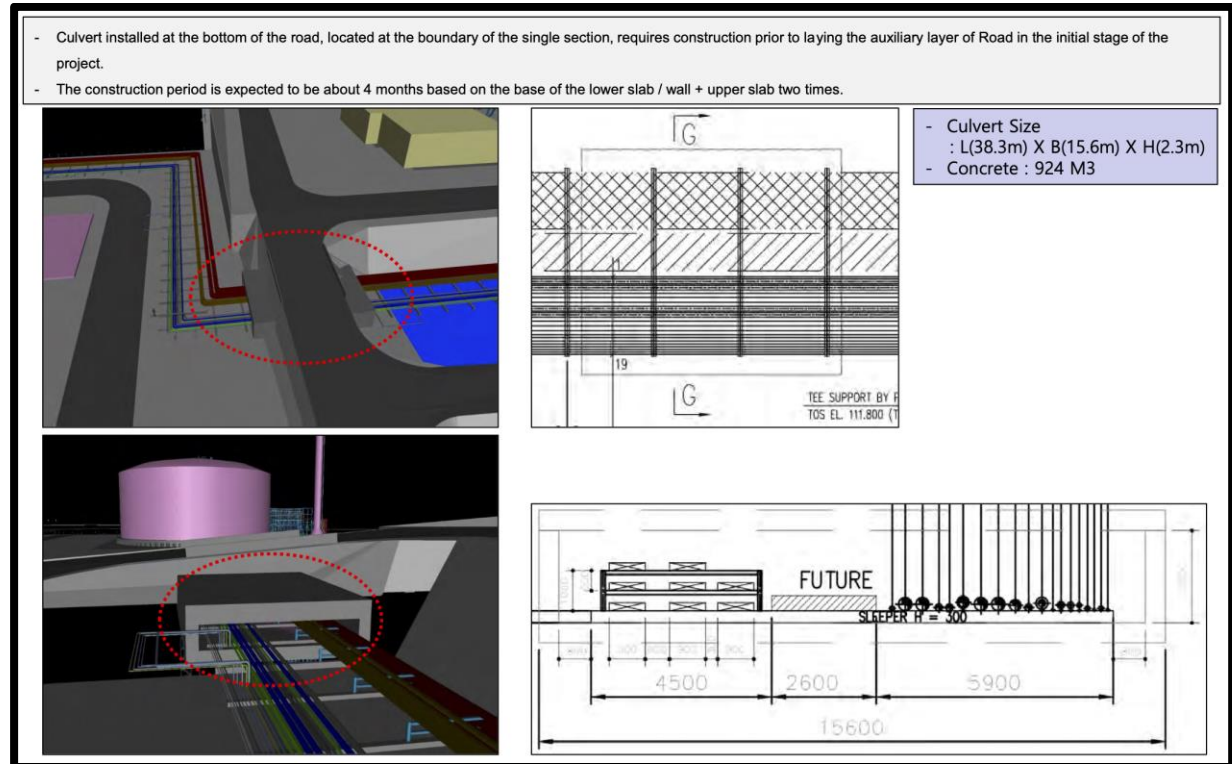 - Culvert installed at the bottom of the road, located at the boundary of the single section, requires construction prior to laying the auxiliary layer of Road in the initial stage of the
project.
- The construction period is expected to be about 4 months based on the base of the lower slab / wall + upper slab two times.
- Culvert Size
: L(38.3m) X B(15.6m) X H(2.3m)
- Concrete : 924 M3
G
19
G
TEE SUPPORT BY
TOS EL. 111.800
FUTURE
SLEEPER H = 300
4500
2600
5900
15600